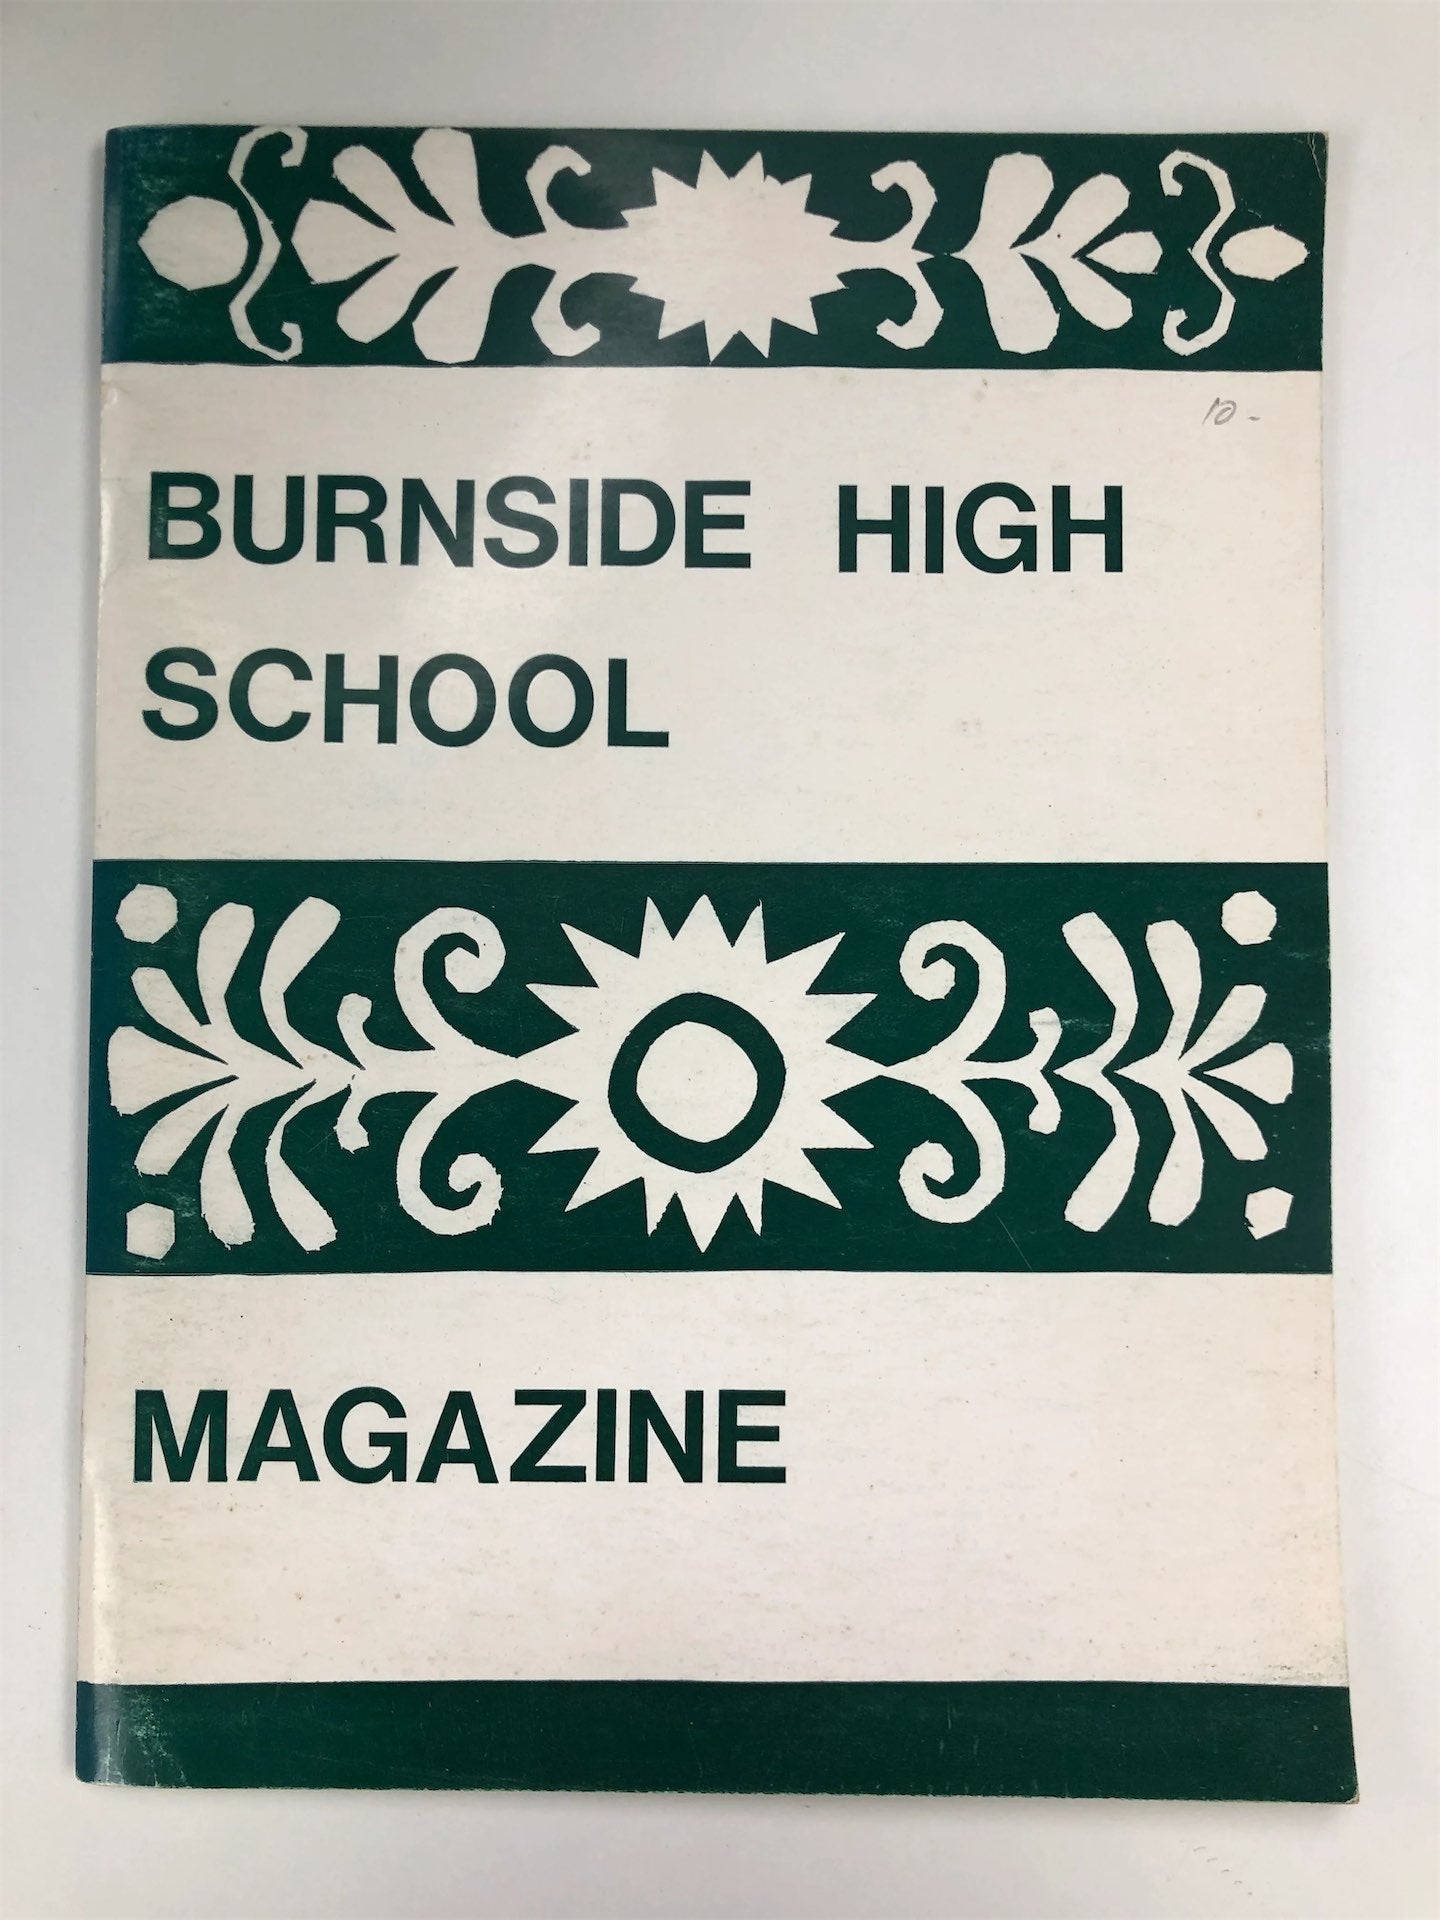 10-
BURNSIDE HIGH
SCHOOL
MAGAZINE